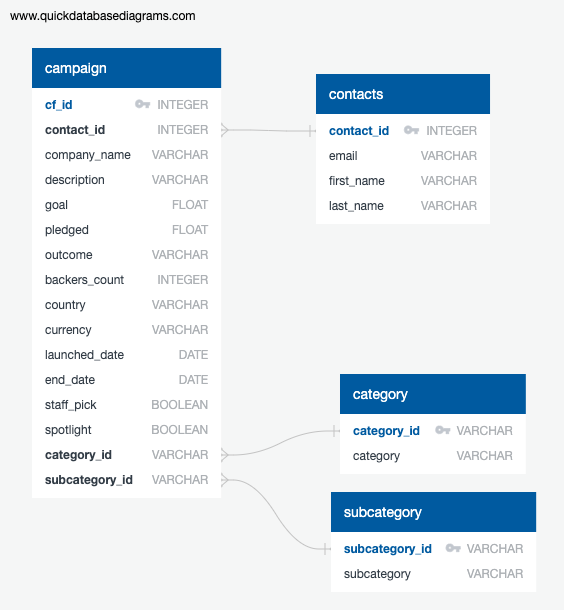 www.quickdatabasediagrams.com
campaign
cf_id INTEGER
contact_id INTEGER
company_name VARCHAR
description VARCHAR
goal FLOAT
pledged FLOAT
outcome VARCHAR
backers_count INTEGER
country VARCHAR
currency VARCHAR
launched_date DATE
end_date DATE
staff_pick BOOLEAN
spotlight BOOLEAN
category_id VARCHAR
subcategory_id VARCHAR
contacts
contact_id INTEGER
email VARCHAR
first_name VARCHAR
last_name VARCHAR
category
category_id VARCHAR
category VARCHAR
subcategory
subcategory_id VARCHAR
subcategory VARCHAR